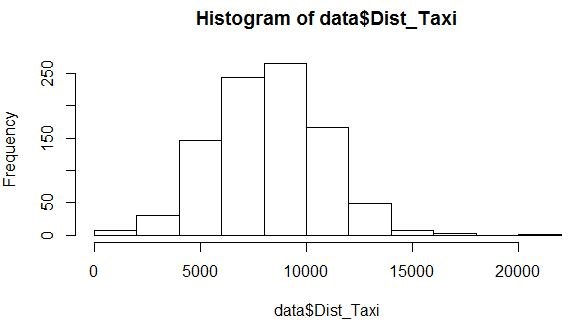 Histogram of data$Dist_Taxi
Frequency
250
150
50
0
0 5000 10000 15000 20000
data$Dist_Taxi